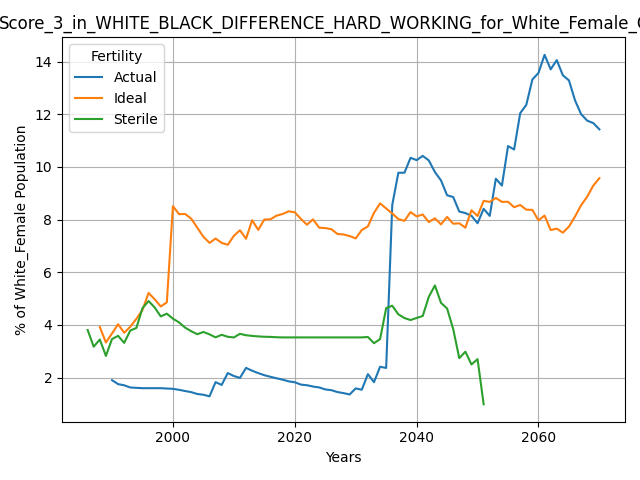 Score_3_in_WHITE_BLACK_DIFFERENCE_HARD_WORKING_for_White_Female_
Fertility
Actual
Ideal
Sterile
14
12
10
8
6
4
2
% of White_Female Population
2000
2020
2040
2060
Years